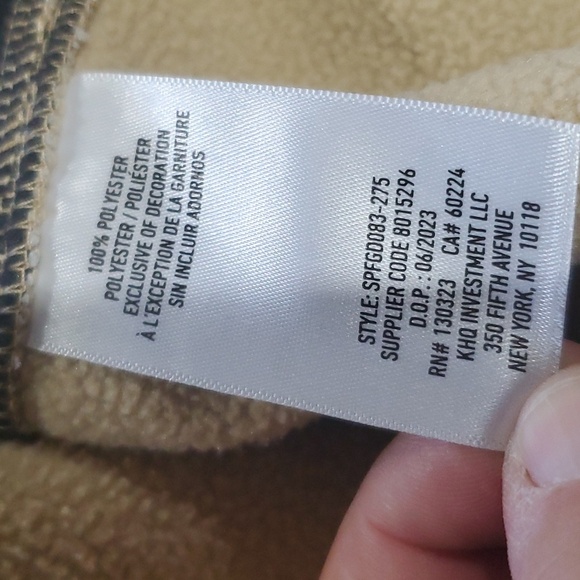 100% POLYESTER
POLYESTER / POLIÉSTER
EXCLUSIVE OF DECORATION
À L'EXCEPTION DE LA GARNITURE
SIN INCLUIR ADORNOS
STYLE: SPFGD083-275
SUPPLIER CODE 8015296
D.O.P.: 06/2023
RN# 130323 CA# 60224
KHQ INVESTMENT LLC
350 FIFTH AVENUE
NEW YORK, NY 10118